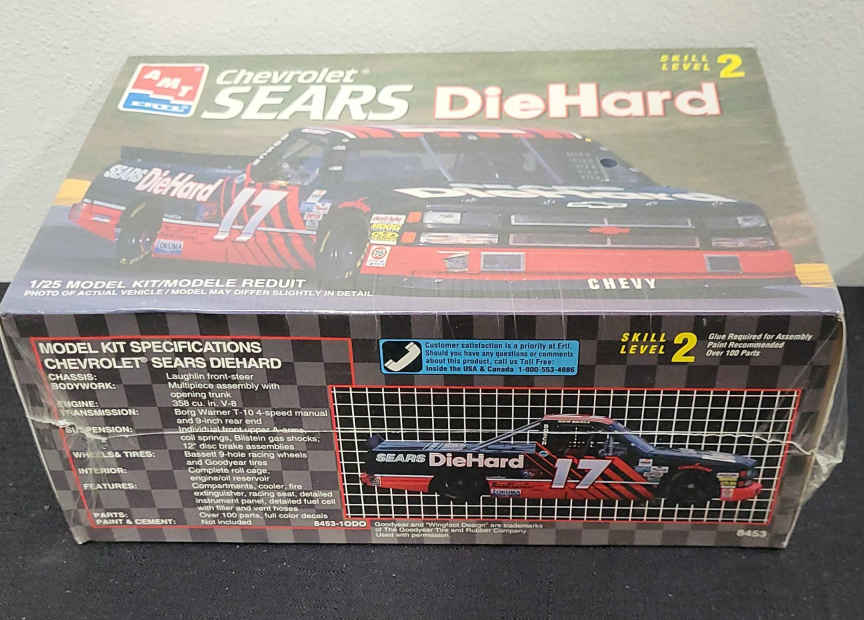 AMT
ERTL
Chevrolet®
SEARS DieHard
SKILL
LEVEL 2
SEARS DieHard
17
OKUMA
DieHard
CHEVY
1/25 MODEL KIT/MODELE REDUIT
PHOTO OF ACTUAL VEHICLE / MODEL MAY DIFFER SLIGHTLY IN DETAIL
MODEL KIT SPECIFICATIONS
CHEVROLET® SEARS DIEHARD
CHASSIS: Laughlin front-steer
BODYWORK: Multipiece assembly with
opening trunk
ENGINE: 358 cu. in. V-8
TRANSMISSION: Borg Warner T-10 4-speed manual
and 9-inch rear end
SUSPENSION: Individual front upper A-arms,
coil springs, Bilstein gas shocks;
12" disc brake assemblies
WHEELS & TIRES: Bassett 9-hole racing wheels
and Goodyear tires
INTERIOR: Complete roll cage,
engine/oil reservoir
FEATURES: Compartments, cooler, fire
extinguisher, racing seat, detailed
instrument panel, detailed fuel cell
with filler and vent hoses
PARTS: Over 100 parts, full color decals
PAINT & CEMENT: Not included
8453-1ODO
Customer satisfaction is a priority at Ertl.
Should you have any questions or comments
about this product, call us Toll Free:
Inside the USA & Canada 1-800-553-4886
SKILL
LEVEL 2
Glue Required for Assembly
Paint Recommended
Over 100 Parts
SEARS DieHard
17
OKUMA
Goodyear and "Wingfoot Design" are trademarks
of The Goodyear Tire and Rubber Company
Used with permission
8453